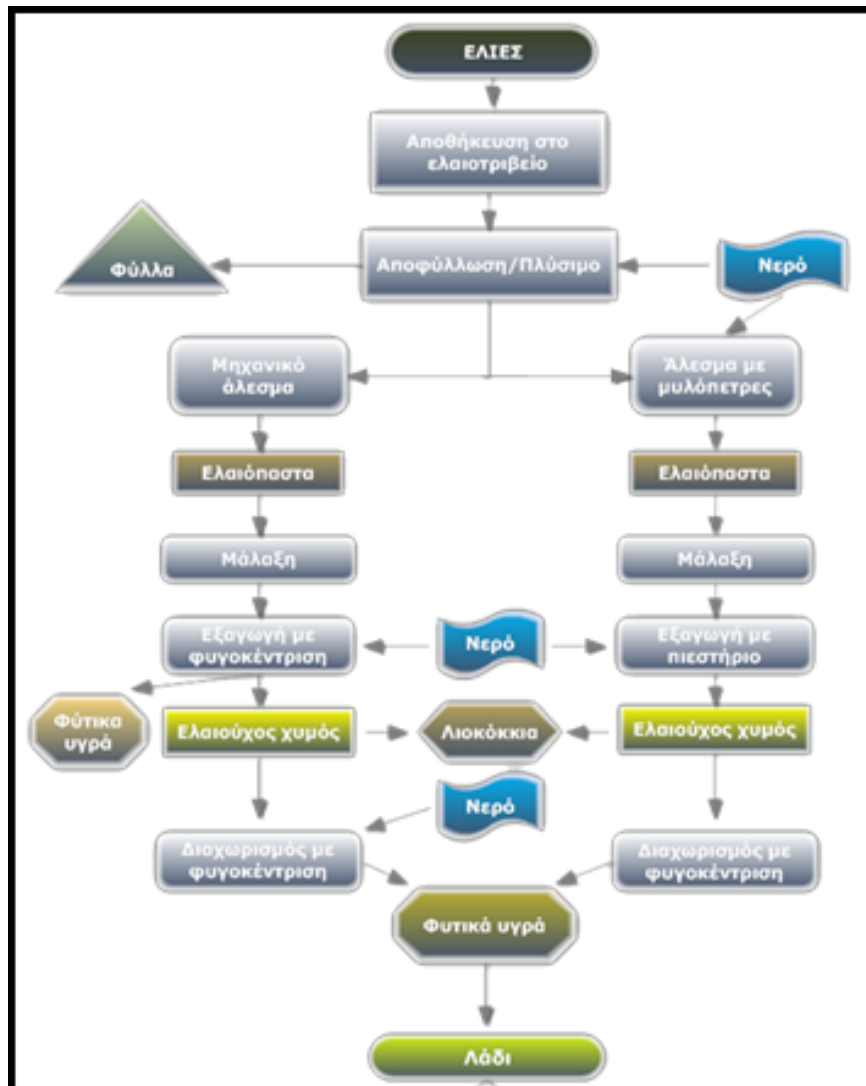 ΕΛΙΕΣ
Αποθήκευση στο
ελαιοτριβείο
Φύλλα
Αποφύλλωση/Πλύσιμο
Νερό
Μηχανικό
άλεσμα
Άλεσμα με
μυλόπετρες
Ελαιόπαστα
Ελαιόπαστα
Μάλαξη
Μάλαξη
Εξαγωγή με
φυγοκέντριση
Νερό
Εξαγωγή με
πιεστήριο
Φύτικα
υγρά
Ελαιούχος χυμός
Λιοκόκκια
Ελαιούχος χυμός
Νερό
Διαχωρισμός με
φυγοκέντριση
Διαχωρισμός με
φυγοκέντριση
Φυτικά υγρά
Λάδι